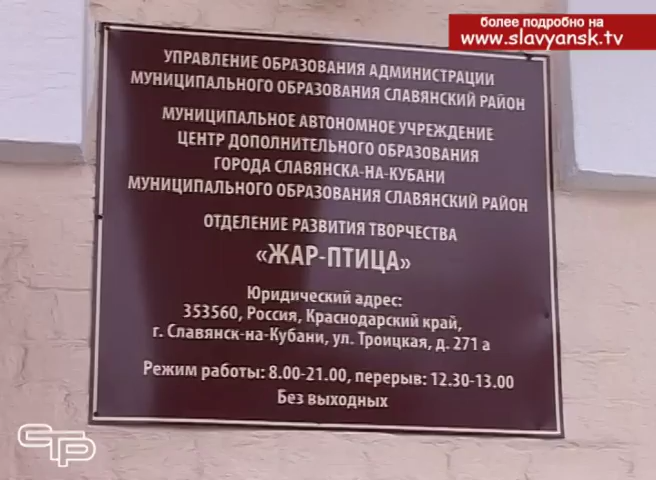 более подробно на
www.slavyansk.tv
УПРАВЛЕНИЕ ОБРАЗОВАНИЯ АДМИНИСТРАЦИИ
МУНИЦИПАЛЬНОГО ОБРАЗОВАНИЯ СЛАВЯНСКИЙ РАЙОН
МУНИЦИПАЛЬНОЕ АВТОНОМНОЕ УЧРЕЖДЕНИЕ
ЦЕНТР ДОПОЛНИТЕЛЬНОГО ОБРАЗОВАНИЯ
ГОРОДА СЛАВЯНСКА-НА-КУБАНИ
МУНИЦИПАЛЬНОГО ОБРАЗОВАНИЯ СЛАВЯНСКИЙ РАЙОН
ОТДЕЛЕНИЕ РАЗВИТИЯ ТВОРЧЕСТВА
«ЖАР-ПТИЦА»
Юридический адрес:
353560, Россия, Краснодарский край,
г. Славянск-на-Кубани, ул. Троицкая, д. 271 а
Режим работы: 8.00-21.00, перерыв: 12.30-13.00
Без выходных
СТР